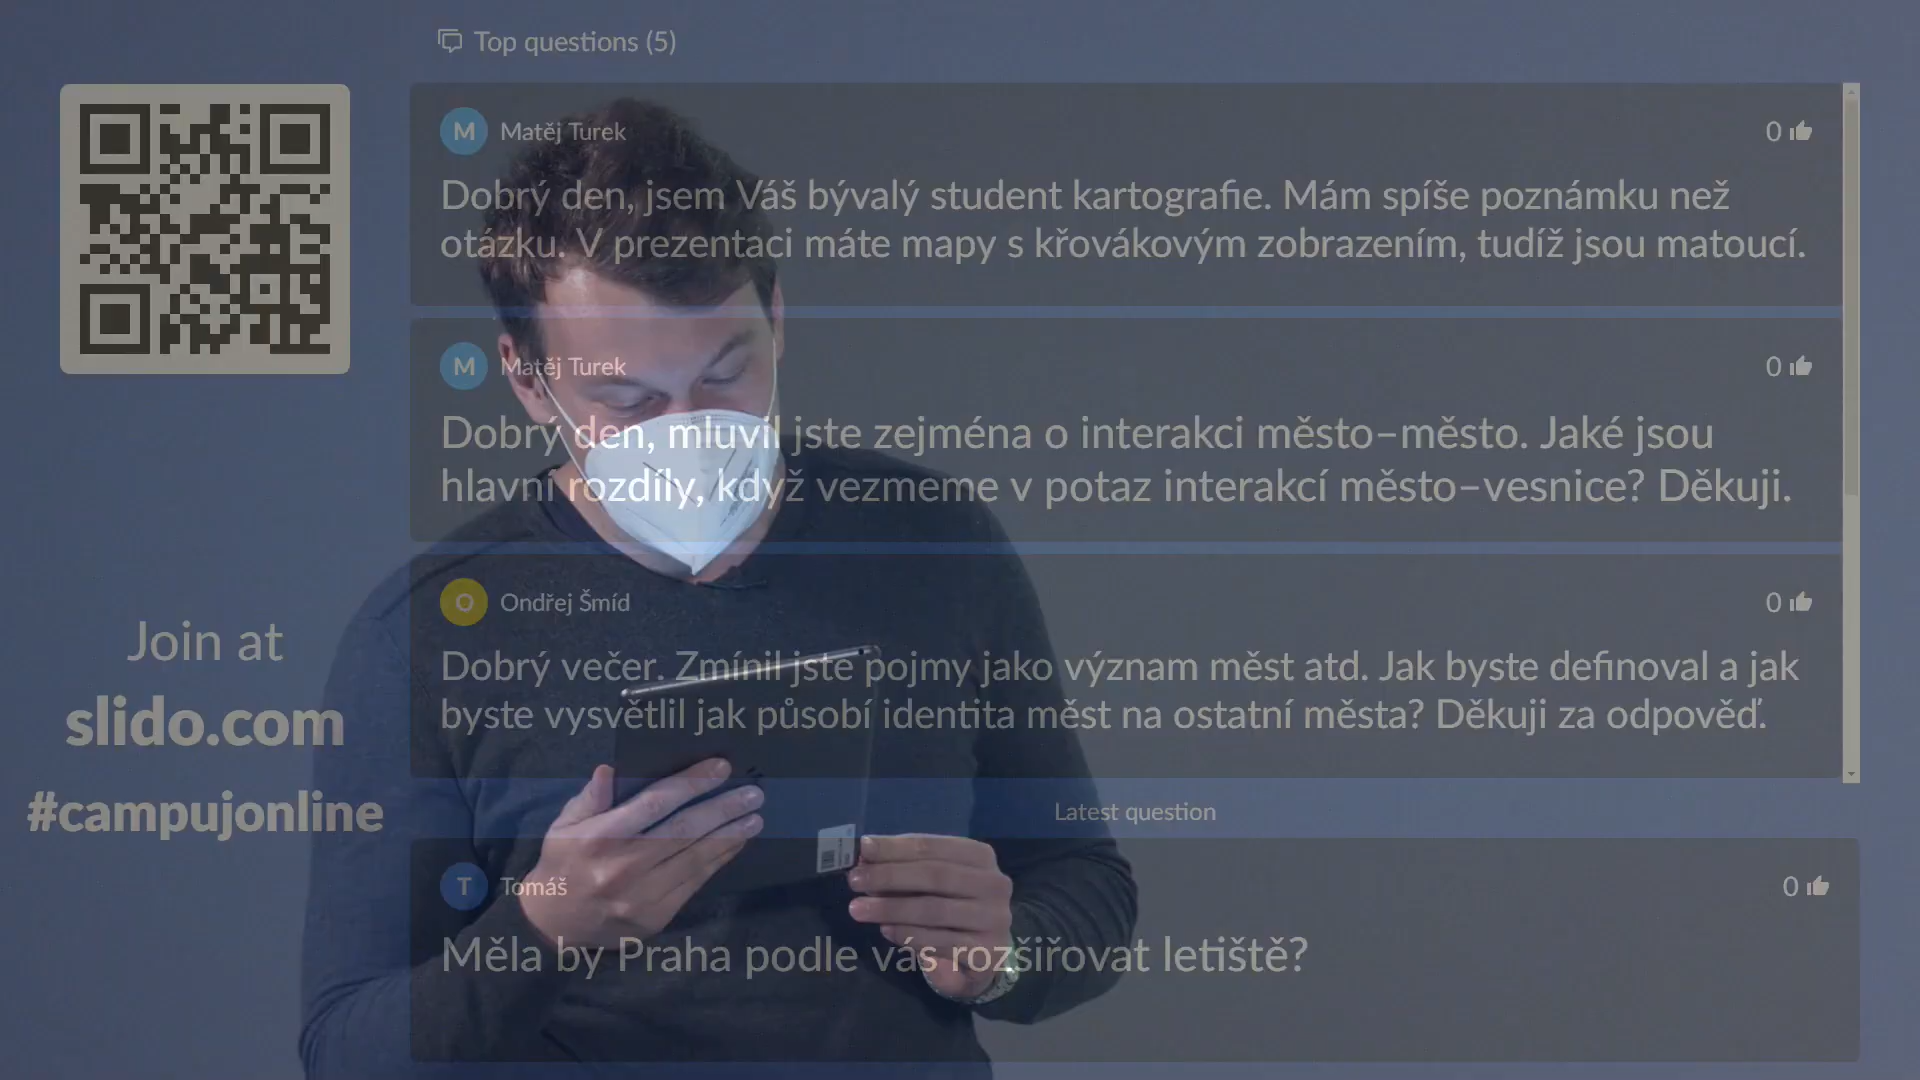 Top questions (5)
M Matěj Turek 0
Dobrý den, jsem Váš bývalý student kartografie. Mám spíše poznámku než
otázku. V prezentaci máte mapy s křovákovým zobrazením, tudíž jsou matoucí.
M Matěj Turek 0
Dobrý den, mluvil jste zejména o interakci město–město. Jaké jsou
hlavní rozdíly, když vezmeme v potaz interakcí město–vesnice? Děkuji.
O Ondřej Šmíd 0
Dobrý večer. Zmínil jste pojmy jako význam měst atd. Jak byste definoval a jak
byste vysvětlil jak působí identita měst na ostatní města? Děkuji za odpověď.
Join at
slido.com
#campujonline
Latest question
T Tomáš 0
Měla by Praha podle vás rozšiřovat letiště?